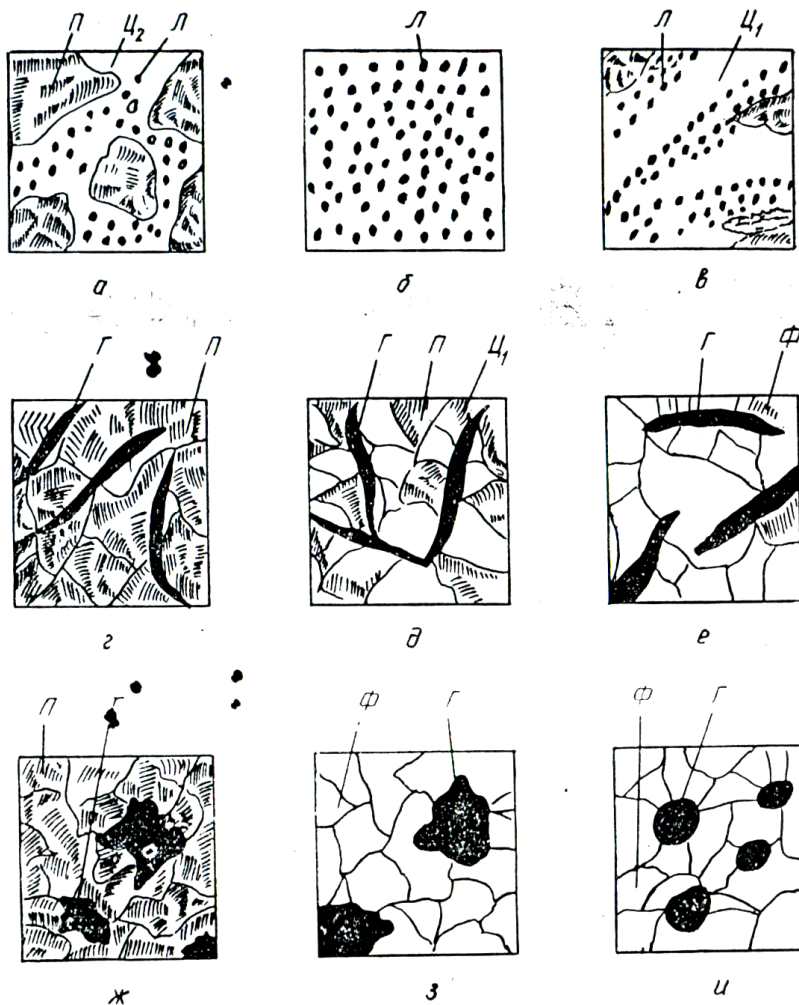 П Ц₂ Л Л Л Ц₁
а б в
Г П Г П Ц₁ Г Ф
г д е
П Г Ф Г Ф Г
ж з и